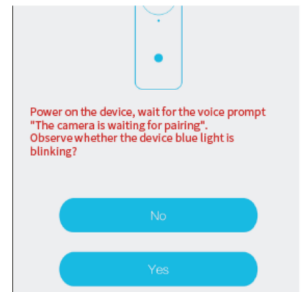 Power on the device, wait for the voice prompt
"The camera is waiting for pairing".
Observe whether the device blue light is
blinking?
No
Yes